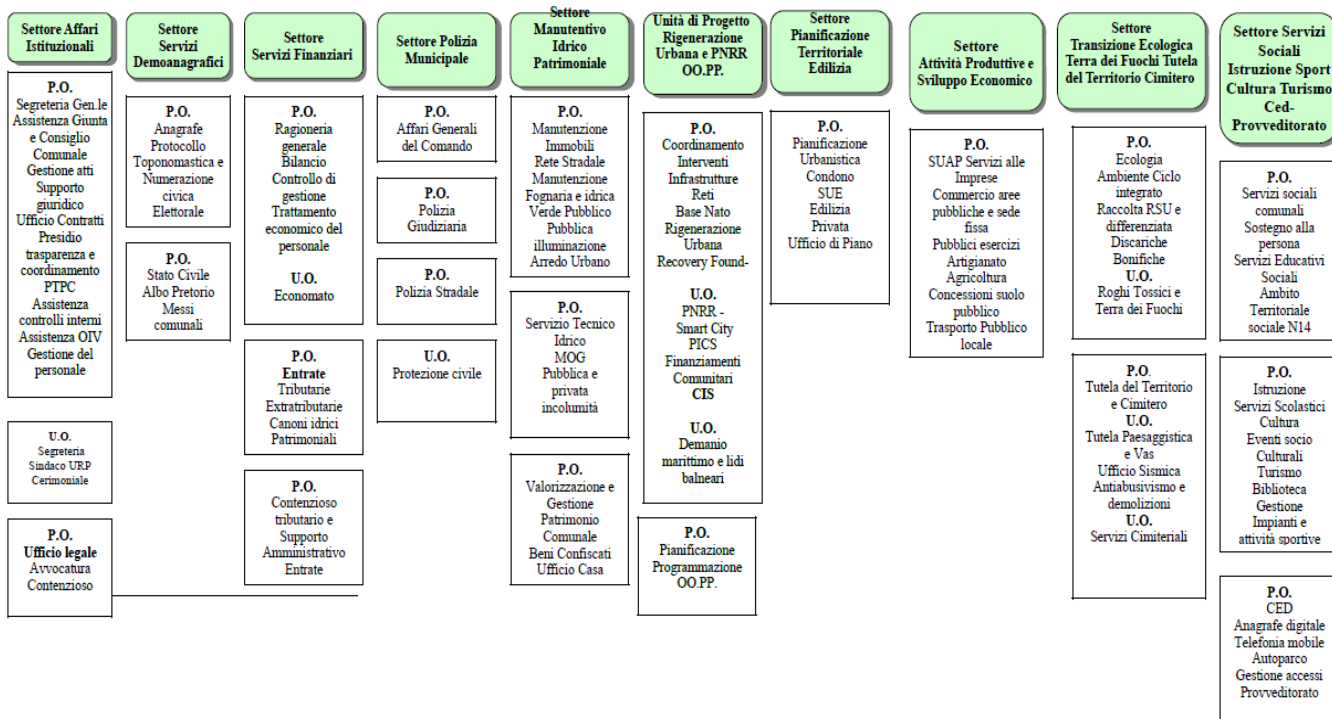 Settore Affari
Istituzionali
P.O.
Segreteria Gen.le
Assistenza Giunta
e Consiglio
Comunale
Gestione atti
Supporto
giuridico
Ufficio Contratti
Presidio
trasparenza e
coordinamento
PTPC
Assistenza
controlli interni
Assistenza OIV
Gestione del
personale
U.O.
Segreteria
Sindaco URP
Cerimoniale
P.O.
Ufficio legale
Avvocatura
Contenzioso
Settore
Servizi
Demoanagrafici
P.O.
Anagrafe
Protocollo
Toponomastica e
Numerazione
civica
Elettorale
P.O.
Stato Civile
Albo Pretorio
Messi
comunali
Settore
Servizi Finanziari
P.O.
Ragioneria
generale
Bilancio
Controllo di
gestione
Trattamento
economico del
personale
U.O.
Economato
P.O.
Entrate
Tributarie
Extratributarie
Canoni idrici
Patrimoniali
P.O.
Contenzioso
tributario e
Supporto
Amministrativo
Entrate
Settore Polizia
Municipale
P.O.
Affari Generali
del Comando
P.O.
Polizia
Giudiziaria
P.O.
Polizia Stradale
U.O.
Protezione civile
Settore
Manutentivo
Idrico
Patrimoniale
P.O.
Manutenzione
Immobili
Rete Stradale
Manutenzione
Fognaria e idrica
Verde Pubblico
Pubblica
illuminazione
Arredo Urbano
P.O.
Servizio Tecnico
Idrico
MOG
Pubblica e
privata
incolumità
P.O.
Valorizzazione e
Gestione
Patrimonio
Comunale
Beni Confiscati
Ufficio Casa
Unità di Progetto
Rigenerazione
Urbana e PNRR
OO.PP.
P.O.
Coordinamento
Interventi
Infrastrutture
Reti
Base Nato
Rigenerazione
Urbana
Recovery Found-
U.O.
PNRR -
Smart City
PICS
Finanziamenti
Comunitari
CIS
U.O.
Demanio
marittimo e lidi
balneari
P.O.
Pianificazione
Programmazione
OO.PP.
Settore
Pianificazione
Territoriale
Edilizia
P.O.
Pianificazione
Urbanistica
Condono
SUE
Edilizia
Privata
Ufficio di Piano
Settore
Attività Produttive e
Sviluppo Economico
P.O.
SUAP Servizi alle
Imprese
Commercio aree
pubbliche e sede
fissa
Pubblici esercizi
Artigianato
Agricoltura
Concessioni suolo
pubblico
Trasporto Pubblico
locale
Settore
Transizione Ecologica
Terra dei Fuochi Tutela
del Territorio Cimitero
P.O.
Ecologia
Ambiente Ciclo
integrato
Raccolta RSU e
differenziata
Discariche
Bonifiche
U.O.
Roghi Tossici e
Terra dei Fuochi
P.O.
Tutela del Territorio
e Cimitero
U.O.
Tutela Paesaggistica
e Vas
Ufficio Sismica
Antiabusivismo e
demolizioni
U.O.
Servizi Cimiteriali
Settore Servizi
Sociali
Istruzione Sport
Cultura Turismo
Ced-
Provveditorato
P.O.
Servizi sociali
comunali
Sostegno alla
persona
Servizi Educativi
Sociali
Ambito
Territoriale
sociale N14
P.O.
Istruzione
Servizi Scolastici
Cultura
Eventi socio
Culturali
Turismo
Biblioteca
Gestione
Impianti e
attività sportive
P.O.
CED
Anagrafe digitale
Telefonia mobile
Autoparco
Gestione accessi
Provveditorato